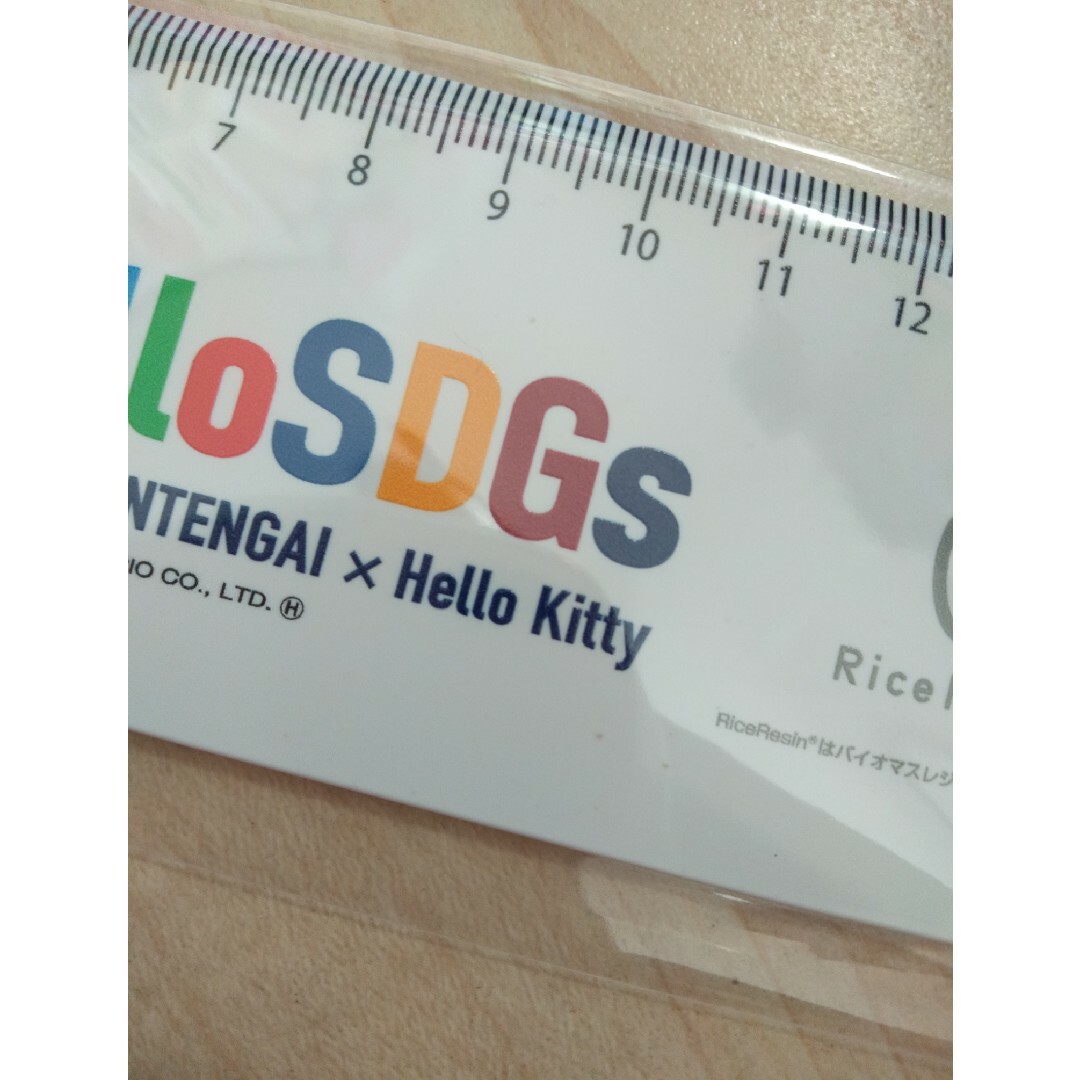 7 8 9 10 11 12
lloSDGs
NTENGAI × Hello Kitty
IO CO., LTD. Ⓗ
Rice
RiceResin®はバイオマスレジ